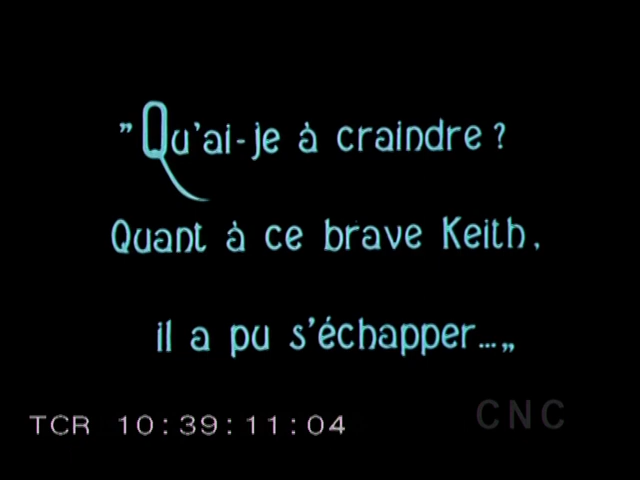 ”Qu'ai-je à craindre ?
Quant à ce brave Keith,
il a pu s'échapper...„
TCR 10:39:11:04
CNC